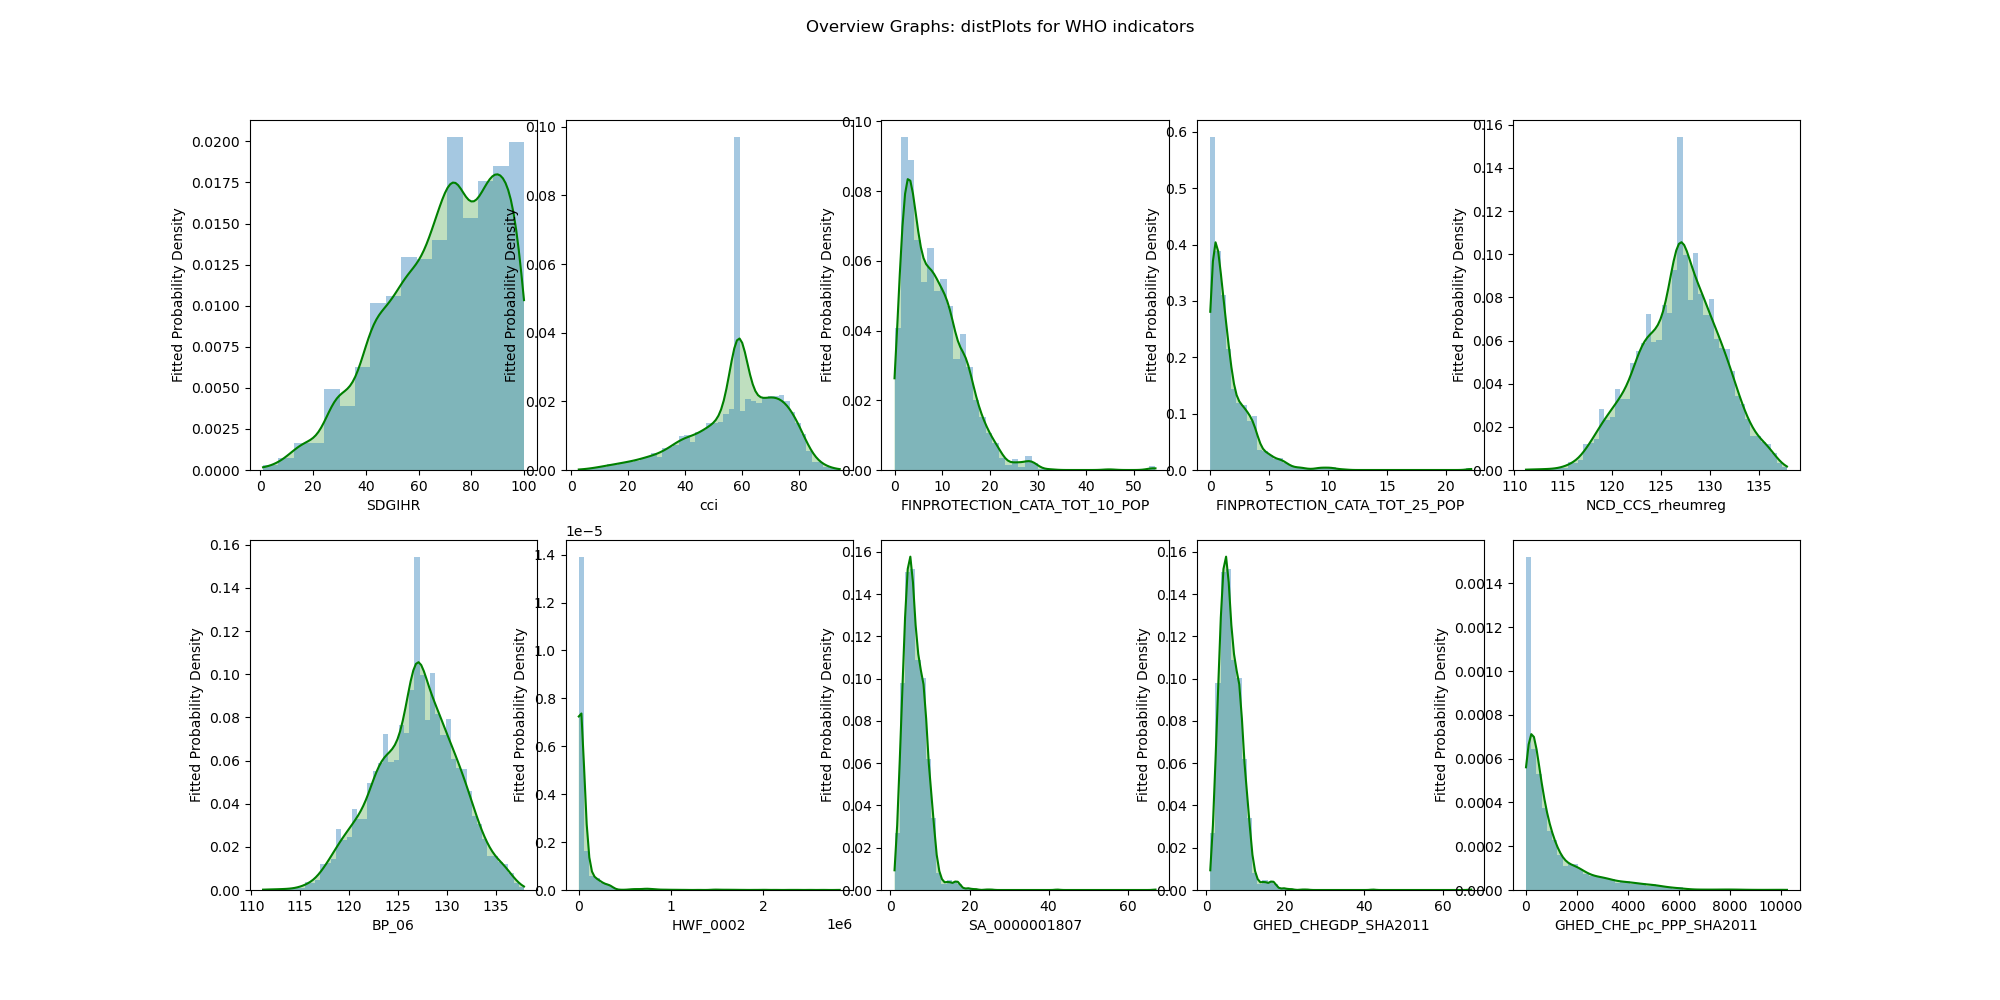 Overview Graphs: distPlots for WHO indicators
Fitted Probability Density
0.0200
0.0175
0.0150
0.0125
0.0100
0.0075
0.0050
0.0025
0.0000
0 20 40 60 80 100
SDGIHR
Fitted Probability Density
0.10
0.08
0.06
0.04
0.02
0.00
0 20 40 60 80
cci
Fitted Probability Density
0.10
0.08
0.06
0.04
0.02
0.00
0 10 20 30 40 50
FINPROTECTION_CATA_TOT_10_POP
Fitted Probability Density
0.6
0.5
0.4
0.3
0.2
0.1
0.0
0 5 10 15 20
FINPROTECTION_CATA_TOT_25_POP
Fitted Probability Density
0.16
0.14
0.12
0.10
0.08
0.06
0.04
0.02
0.00
110 115 120 125 130 135
NCD_CCS_rheumreg
Fitted Probability Density
0.16
0.14
0.12
0.10
0.08
0.06
0.04
0.02
0.00
110 115 120 125 130 135
BP_06
Fitted Probability Density
1e−5
1.4
1.2
1.0
0.8
0.6
0.4
0.2
0.0
0 1 2
1e6
HWF_0002
Fitted Probability Density
0.16
0.14
0.12
0.10
0.08
0.06
0.04
0.02
0.00
0 20 40 60
SA_0000001807
Fitted Probability Density
0.16
0.14
0.12
0.10
0.08
0.06
0.04
0.02
0.00
0 20 40 60
GHED_CHEGDP_SHA2011
Fitted Probability Density
0.0014
0.0012
0.0010
0.0008
0.0006
0.0004
0.0002
0.0000
0 2000 4000 6000 8000 10000
GHED_CHE_pc_PPP_SHA2011